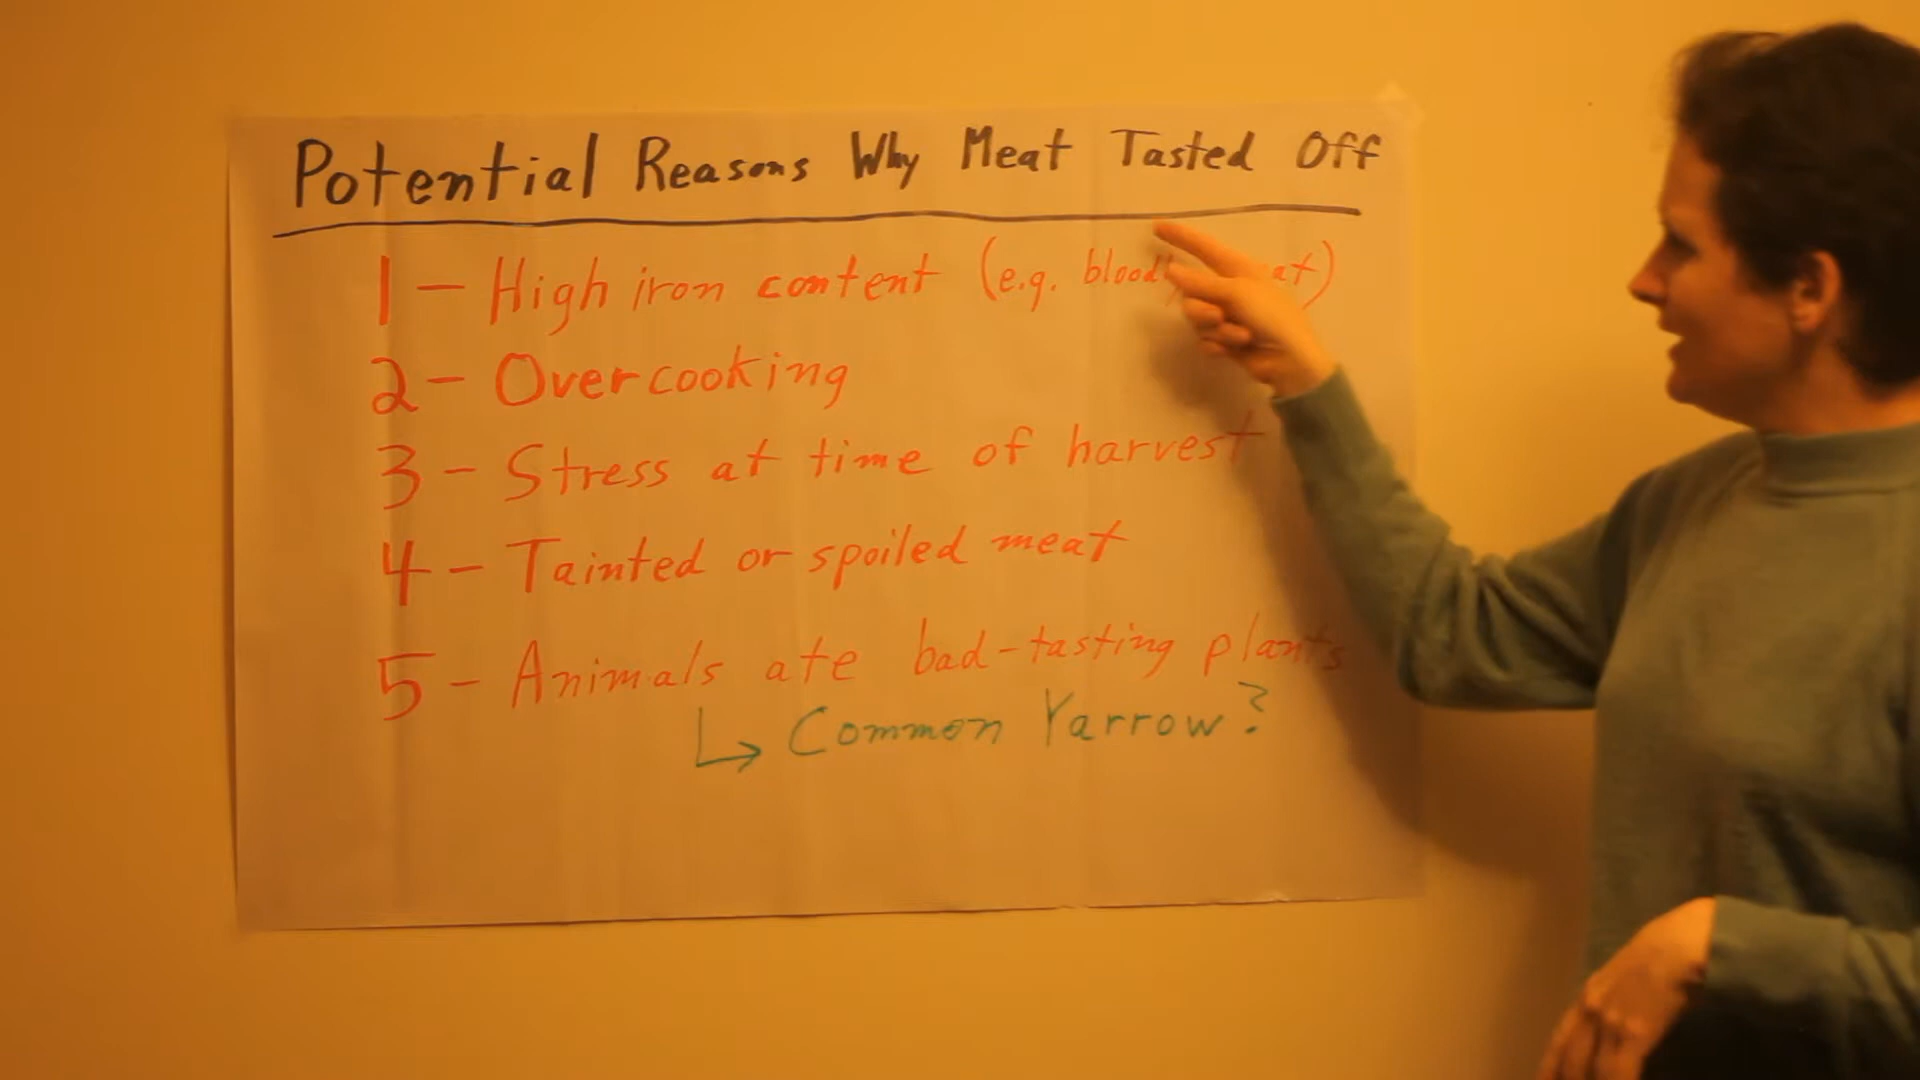 Potential Reasons Why Meat Tasted Off
1 - High iron content (e.g. bloody meat)
2 - Overcooking
3 - Stress at time of harvest
4 - Tainted or spoiled meat
5 - Animals ate bad-tasting plants
↳ Common Yarrow?